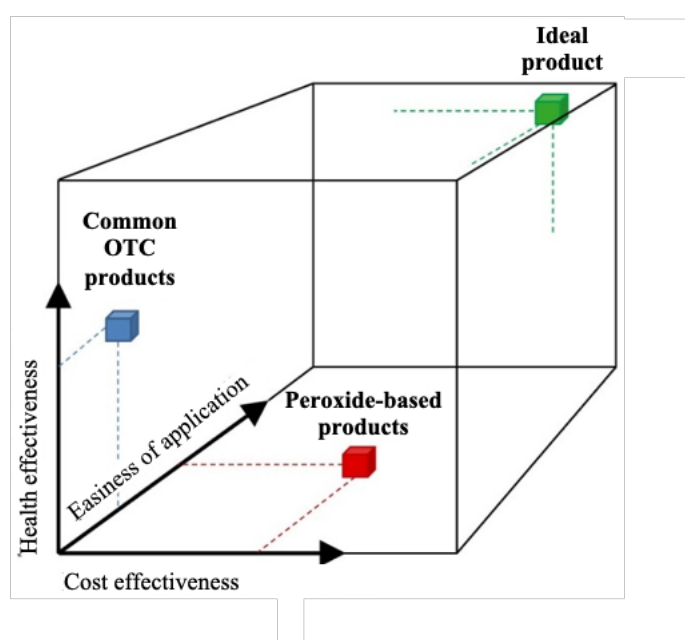 Ideal
product
Common
OTC
products
Health effectiveness
Easiness of application
Peroxide-based
products
Cost effectiveness